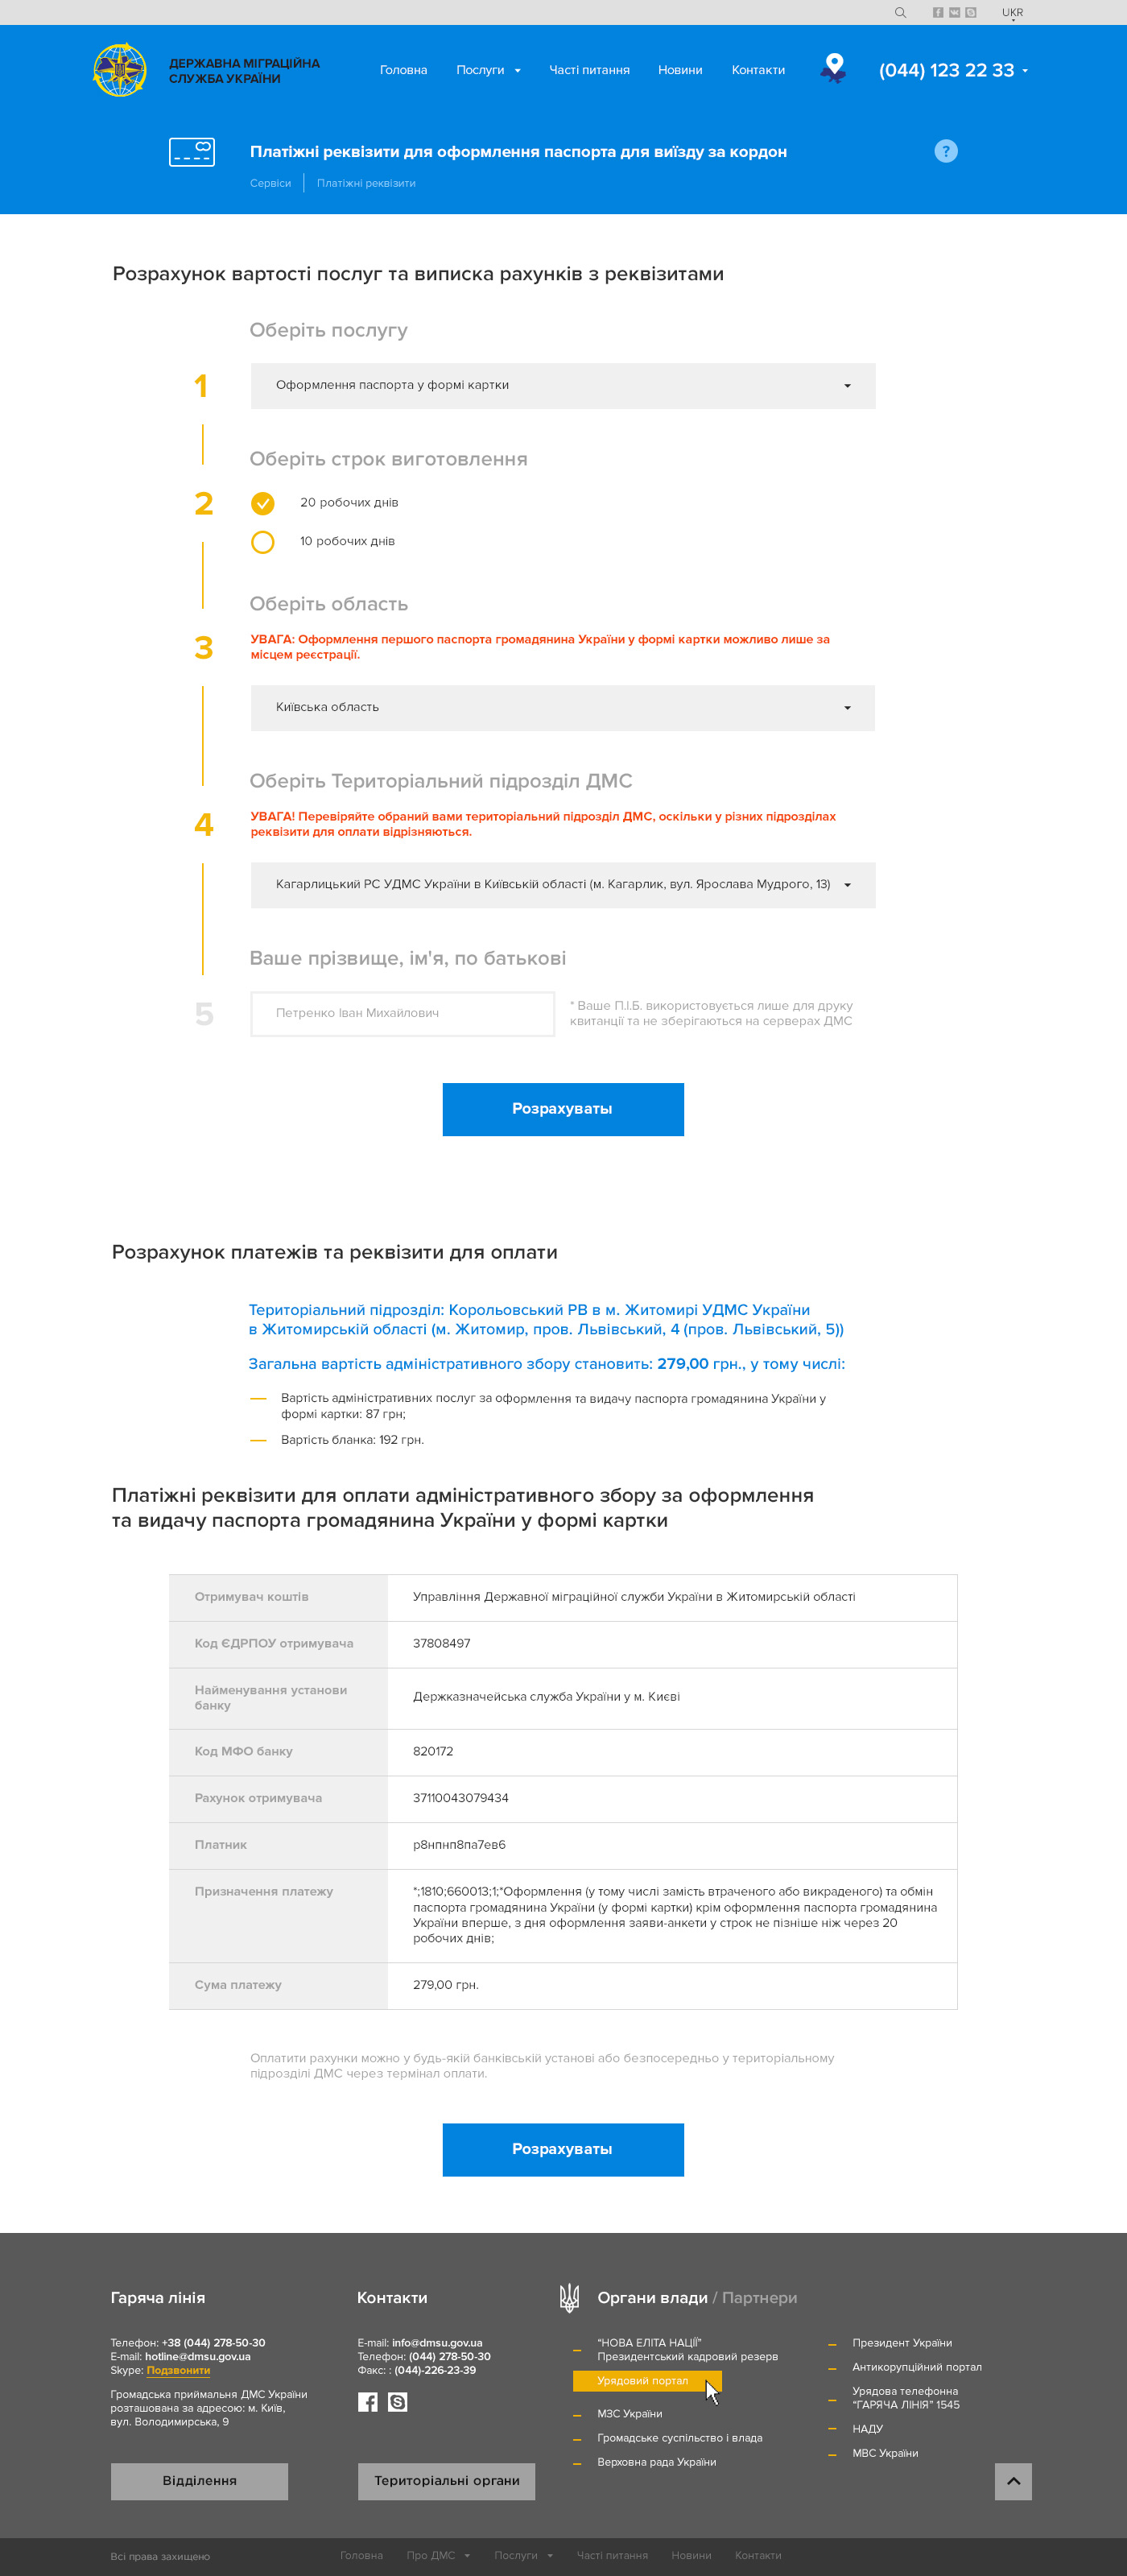 UKR
ДЕРЖАВНА МІГРАЦІЙНА
СЛУЖБА УКРАЇНИ
Головна Послуги Часті питання Новини Контакти (044) 123 22 33
Платіжні реквізити для оформлення паспорта для виїзду за кордон
?
Сервіси Платіжні реквізити
Розрахунок вартості послуг та виписка рахунків з реквізитами
Оберіть послугу
1 Оформлення паспорта у формі картки
Оберіть строк виготовлення
2 20 робочих днів
10 робочих днів
Оберіть область
3 УВАГА: Оформлення першого паспорта громадянина України у формі картки можливо лише за
місцем реєстрації.
Київська область
Оберіть Територіальний підрозділ ДМС
4 УВАГА! Перевіряйте обраний вами територіальний підрозділ ДМС, оскільки у різних підрозділах
реквізити для оплати відрізняються.
Кагарлицький РС УДМС України в Київській області (м. Кагарлик, вул. Ярослава Мудрого, 13)
Ваше прізвище, ім'я, по батькові
5 Петренко Іван Михайлович
* Ваше П.І.Б. використовується лише для друку
квитанції та не зберігаються на серверах ДМС
Розрахуваты
Розрахунок платежів та реквізити для оплати
Територіальний підрозділ: Корольовський РВ в м. Житомирі УДМС України
в Житомирській області (м. Житомир, пров. Львівський, 4 (пров. Львівський, 5))
Загальна вартість адміністративного збору становить: 279,00 грн., у тому числі:
Вартість адміністративних послуг за оформлення та видачу паспорта громадянина України у
формі картки: 87 грн;
Вартість бланка: 192 грн.
Платіжні реквізити для оплати адміністративного збору за оформлення
та видачу паспорта громадянина України у формі картки
Отримувач коштів Управління Державної міграційної служби України в Житомирській області
Код ЄДРПОУ отримувача 37808497
Найменування установи
банку
Держказначейська служба України у м. Києві
Код МФО банку 820172
Рахунок отримувача 37110043079434
Платник р8нпнп8па7ев6
Призначення платежу *;1810;660013;1;*Оформлення (у тому числі замість втраченого або викраденого) та обмін
паспорта громадянина України (у формі картки) крім оформлення паспорта громадянина
України вперше, з дня оформлення заяви-анкети у строк не пізніше ніж через 20
робочих днів;
Сума платежу 279,00 грн.
Оплатити рахунки можно у будь-якій банківській установі або безпосередньо у територіальному
підрозділі ДМС через термінал оплати.
Розрахуваты
Гаряча лінія
Телефон: +38 (044) 278-50-30
E-mail: hotline@dmsu.gov.ua
Skype: Подзвонити
Громадська приймальня ДМС України
розташована за адресою: м. Київ,
вул. Володимирська, 9
Відділення
Контакти
E-mail: info@dmsu.gov.ua
Телефон: (044) 278-50-30
Факс: : (044)-226-23-39
Територіальні органи
Органи влади / Партнери
“НОВА ЕЛІТА НАЦІЇ”
Президентський кадровий резерв
Урядовий портал
МЗС України
Громадське суспільство і влада
Верховна рада України
Президент України
Антикорупційний портал
Урядова телефонна
“ГАРЯЧА ЛІНІЯ” 1545
НАДУ
МВС України
Всі права захищено Головна Про ДМС Послуги Часті питання Новини Контакти